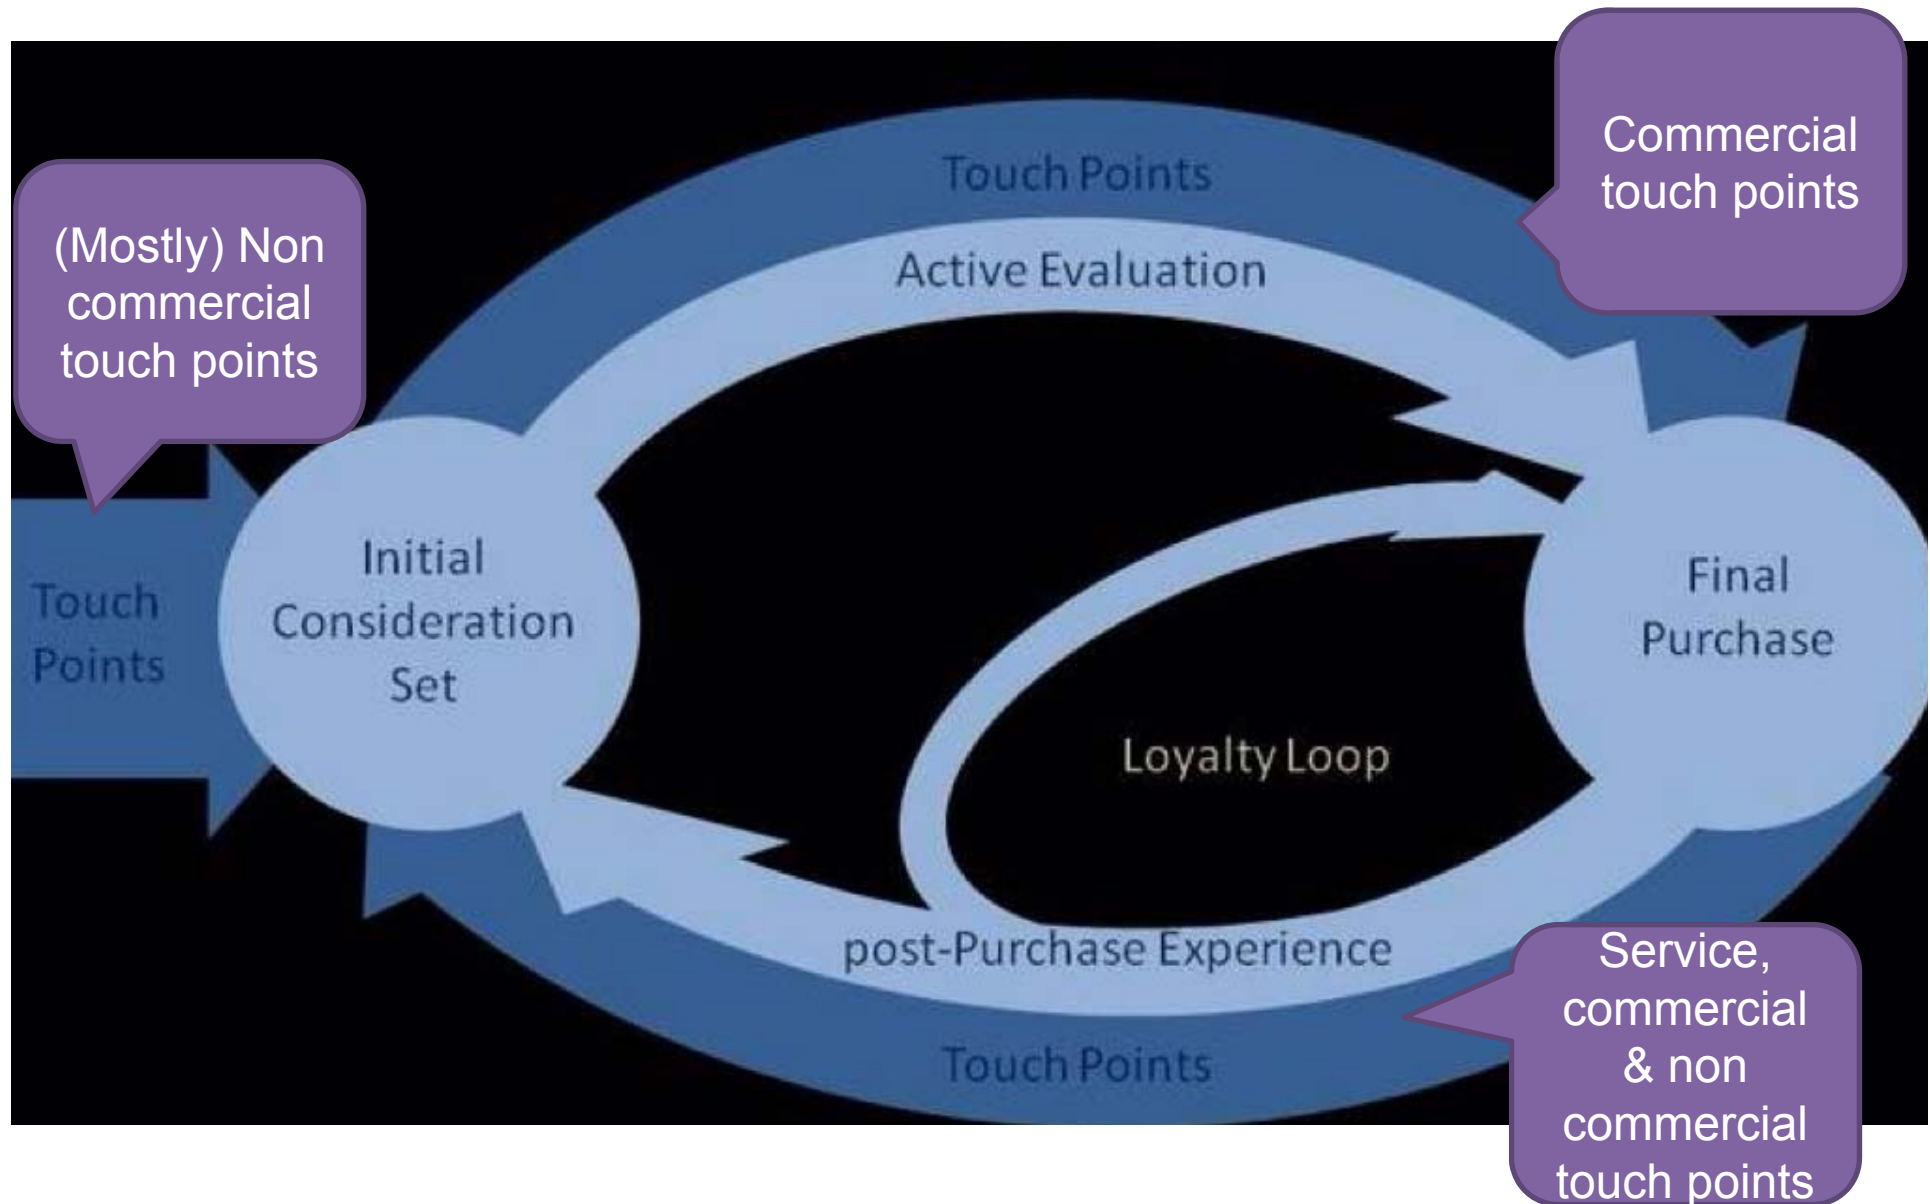 Commercial
touch points
(Mostly) Non
commercial
touch points
Touch Points
Active Evaluation
Touch
Points
Initial
Consideration
Set
Final
Purchase
Loyalty Loop
post-Purchase Experience
Touch Points
Service,
commercial
& non
commercial
touch points